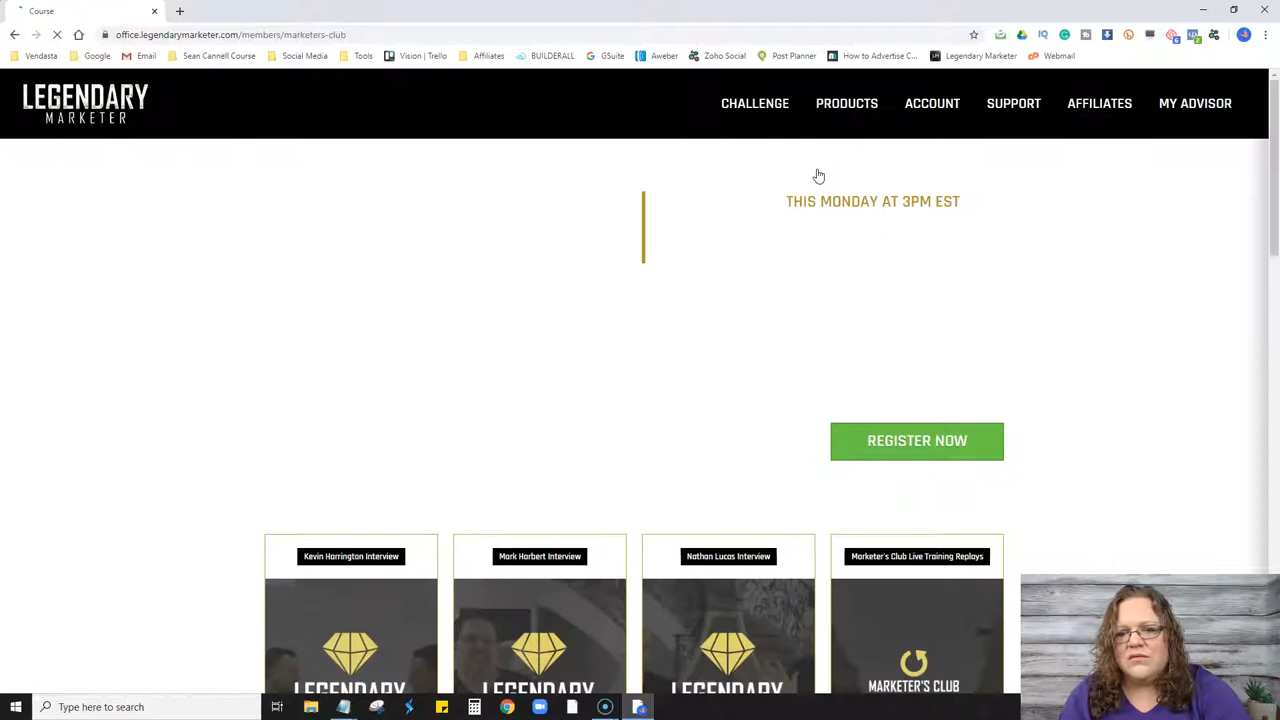 Course
office.legendarymarketer.com/members/marketers-club
Vendasta
Google
Email
Sean Cannell Course
Social Media
Tools
Vision | Trello
Affiliates
BUILDERALL
GSuite
Aweber
Zoho Social
Post Planner
How to Advertise C...
Legendary Marketer
Webmail
LEGENDARY
MARKETER
CHALLENGE
PRODUCTS
ACCOUNT
SUPPORT
AFFILIATES
MY ADVISOR
THIS MONDAY AT 3PM EST
REGISTER NOW
Kevin Harrington Interview
Mark Harbert Interview
Nathan Lucas Interview
Marketer's Club Live Training Replays
LEGENDARY
LEGENDARY
LEGENDARY
MARKETER'S CLUB
Type here to search